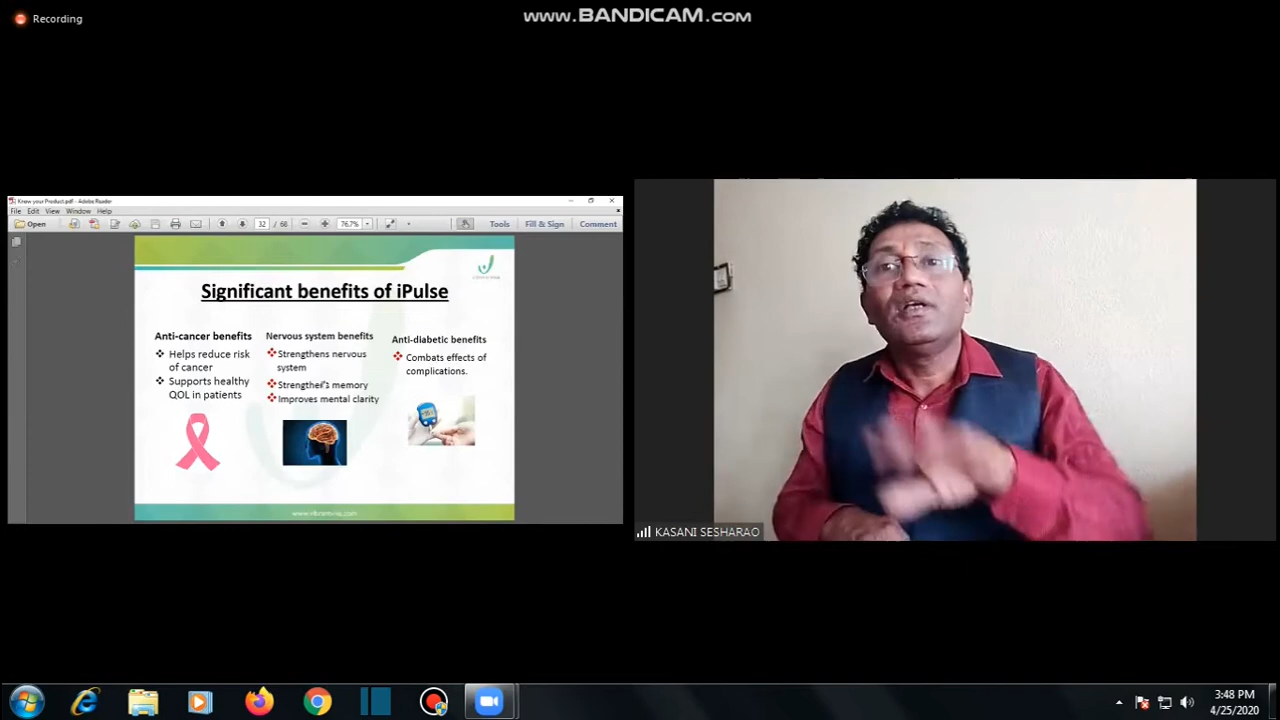 Recording
www.BANDICAM.com
Know your Product.pdf - Adobe Reader
File Edit View Window Help
Open
32 / 68
76.7%
Tools
Fill & Sign
Comment
Significant benefits of iPulse
Anti-cancer benefits
❖ Helps reduce risk
of cancer
❖ Supports healthy
QOL in patients
Nervous system benefits
❖ Strengthens nervous
system
❖ memory
❖ Improves mental clarity
Anti-diabetic benefits
❖ Combats effects of
complications.
KASANI SESHARAO
3:48 PM
4/25/2020